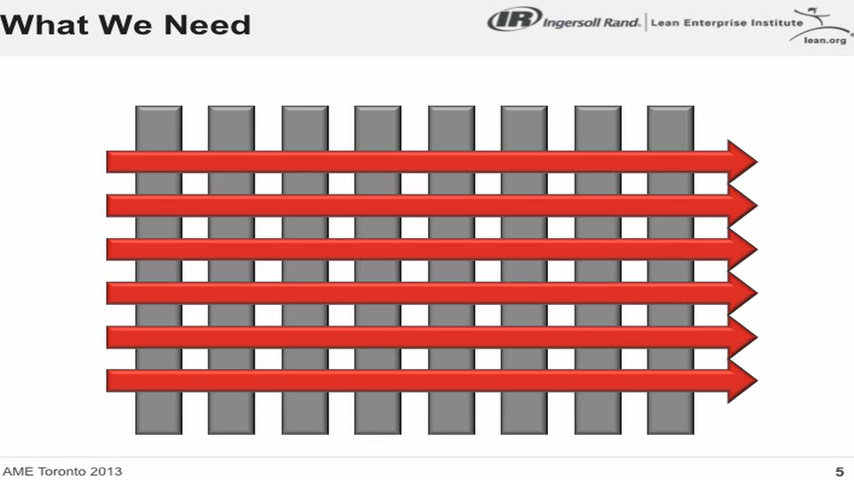 What We Need
IR Ingersoll Rand. Lean Enterprise Institute
lean.org
AME Toronto 2013
5